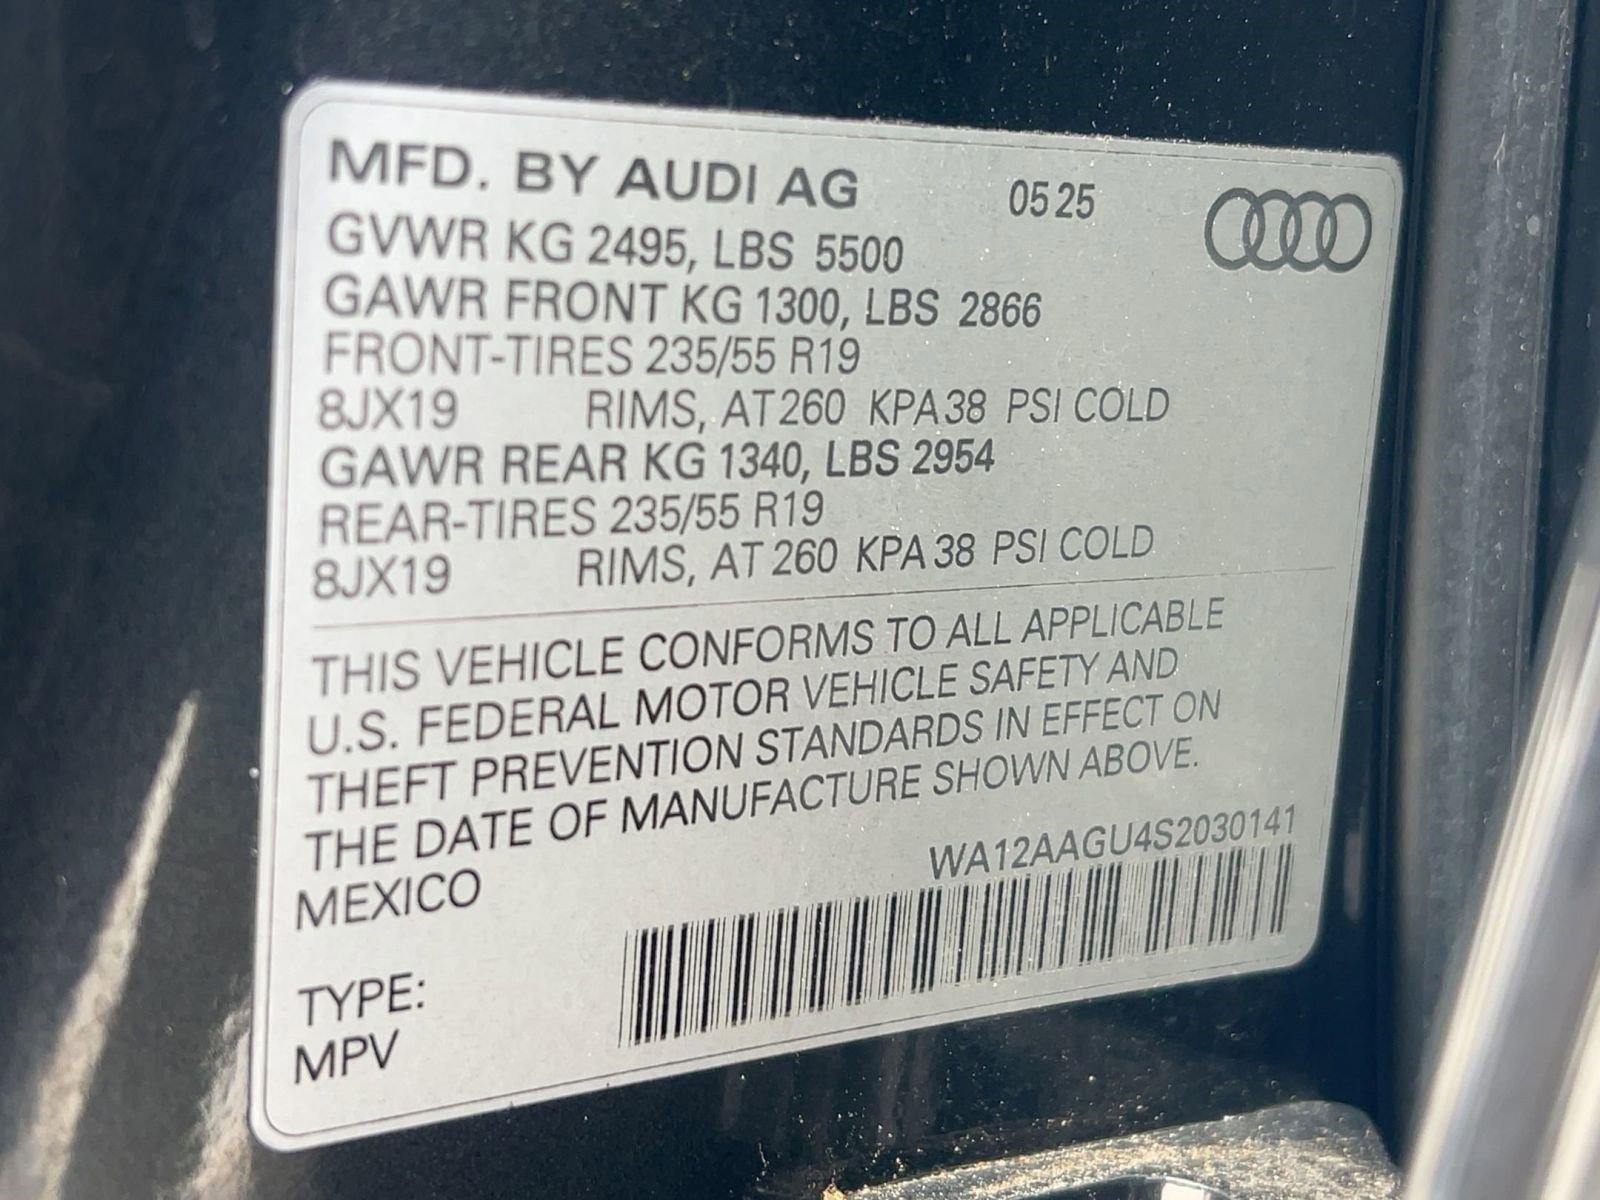 MFD. BY AUDI AG 05 25
GVWR KG 2495, LBS 5500
GAWR FRONT KG 1300, LBS 2866
FRONT-TIRES 235/55 R19
8JX19 RIMS, AT 260 KPA 38 PSI COLD
GAWR REAR KG 1340, LBS 2954
REAR-TIRES 235/55 R19
8JX19 RIMS, AT 260 KPA 38 PSI COLD
THIS VEHICLE CONFORMS TO ALL APPLICABLE
U.S. FEDERAL MOTOR VEHICLE SAFETY AND
THEFT PREVENTION STANDARDS IN EFFECT ON
THE DATE OF MANUFACTURE SHOWN ABOVE.
MEXICO
WA12AAGU4S2030141
TYPE:
MPV